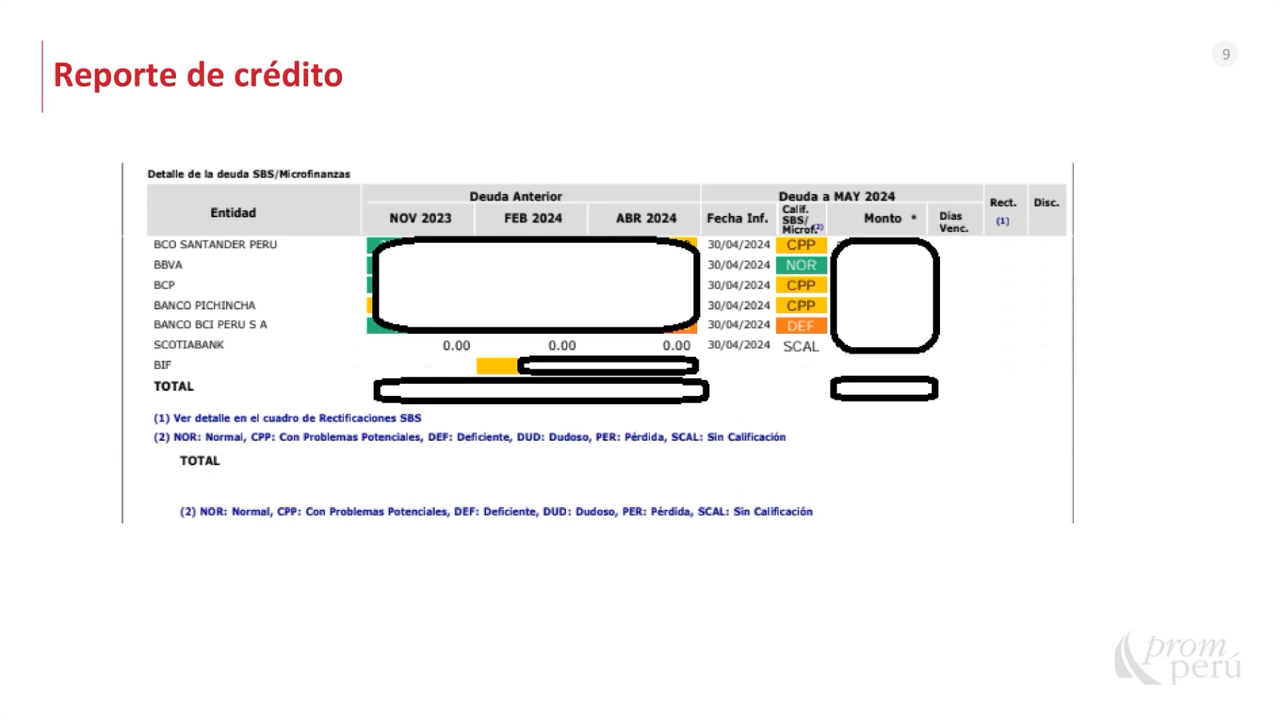 9
Reporte de crédito
Detalle de la deuda SBS/Microfinanzas
Entidad Deuda Anterior Deuda a MAY 2024 Rect. (1) Disc.
NOV 2023 FEB 2024 ABR 2024 Fecha Inf. Calif. SBS/ Microf.(2) Monto * Días Venc.
BCO SANTANDER PERU 30/04/2024 CPP
BBVA 30/04/2024 NOR
BCP 30/04/2024 CPP
BANCO PICHINCHA 30/04/2024 CPP
BANCO BCI PERU S A 30/04/2024 DEF
SCOTIABANK 0.00 0.00 0.00 30/04/2024 SCAL
BIF
TOTAL
(1) Ver detalle en el cuadro de Rectificaciones SBS
(2) NOR: Normal, CPP: Con Problemas Potenciales, DEF: Deficiente, DUD: Dudoso, PER: Pérdida, SCAL: Sin Calificación
TOTAL
(2) NOR: Normal, CPP: Con Problemas Potenciales, DEF: Deficiente, DUD: Dudoso, PER: Pérdida, SCAL: Sin Calificación
prom
perú